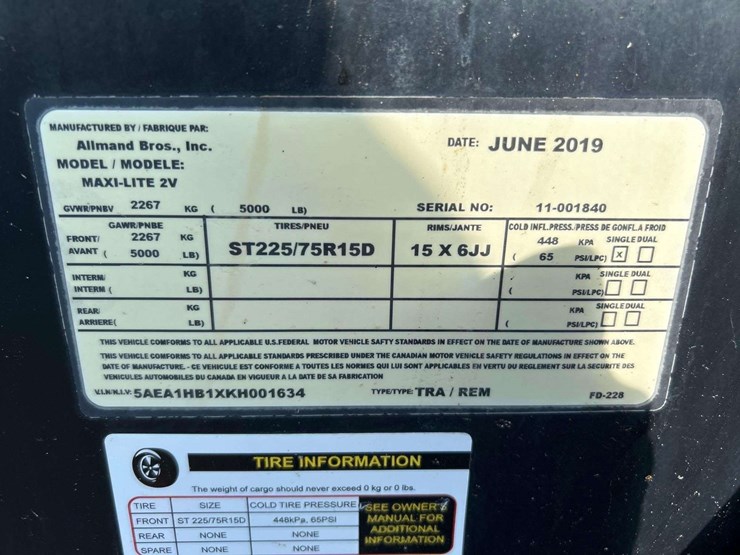 MANUFACTURED BY / FABRIQUE PAR:
Allmand Bros., Inc.
DATE: JUNE 2019
MODEL / MODELE:
MAXI-LITE 2V
GVWR/PNBV 2267 KG ( 5000 LB) SERIAL NO: 11-001840
GAWR/PNBE TIRES/PNEU RIMS/JANTE COLD INFL.PRESS./PRESS DE GONFL.A FROID
FRONT/ 2267 KG ST225/75R15D 15 X 6JJ 448 KPA SINGLE DUAL
AVANT ( 5000 LB) ( 65 PSI/LPC) X
INTERM/ KG KPA SINGLE DUAL
INTERM ( LB) ( PSI/LPC)
REAR/ KG KPA SINGLE DUAL
ARRIERE( LB) ( PSI/LPC)
THIS VEHICLE COMFORMS TO ALL APPLICABLE U.S.FEDERAL MOTOR VEHICLE SAFTY STANDARDS IN EFFECT ON THE DATE OF MANUFACTURE SHOWN ABOVE.
THIS VEHICLE COMFORMS TO ALL APPLICABLE STANDARDS PRESCRIBED UNDER THE CANADIAN MOTOR VEHICLE SAFETY REGULATIONS IN EFFECT ON THE
DATE OF MANUFACTURE. - CE VEHICULE EST CONFORME A TOUTES LES NORMES QUI LUI SONT APPLICABLES EN VERTU DU REGLEMENT SUR LA SECURITE DES
VEHICULES AUTOMOBILES DU CANADA EN VIGUEUR A LA DATE DE SA FABRICATION
V.I.N/N.I.V: 5AEA1HB1XKH001634 TYPE/TYPE: TRA / REM FD-228
TIRE INFORMATION
The weight of cargo should never exceed 0 kg or 0 lbs.
TIRE SIZE COLD TIRE PRESSURE SEE OWNER'S
FRONT ST 225/75R15D 448kPa, 65PSI MANUAL FOR
REAR NONE NONE ADDITIONAL
SPARE NONE NONE INFORMATION